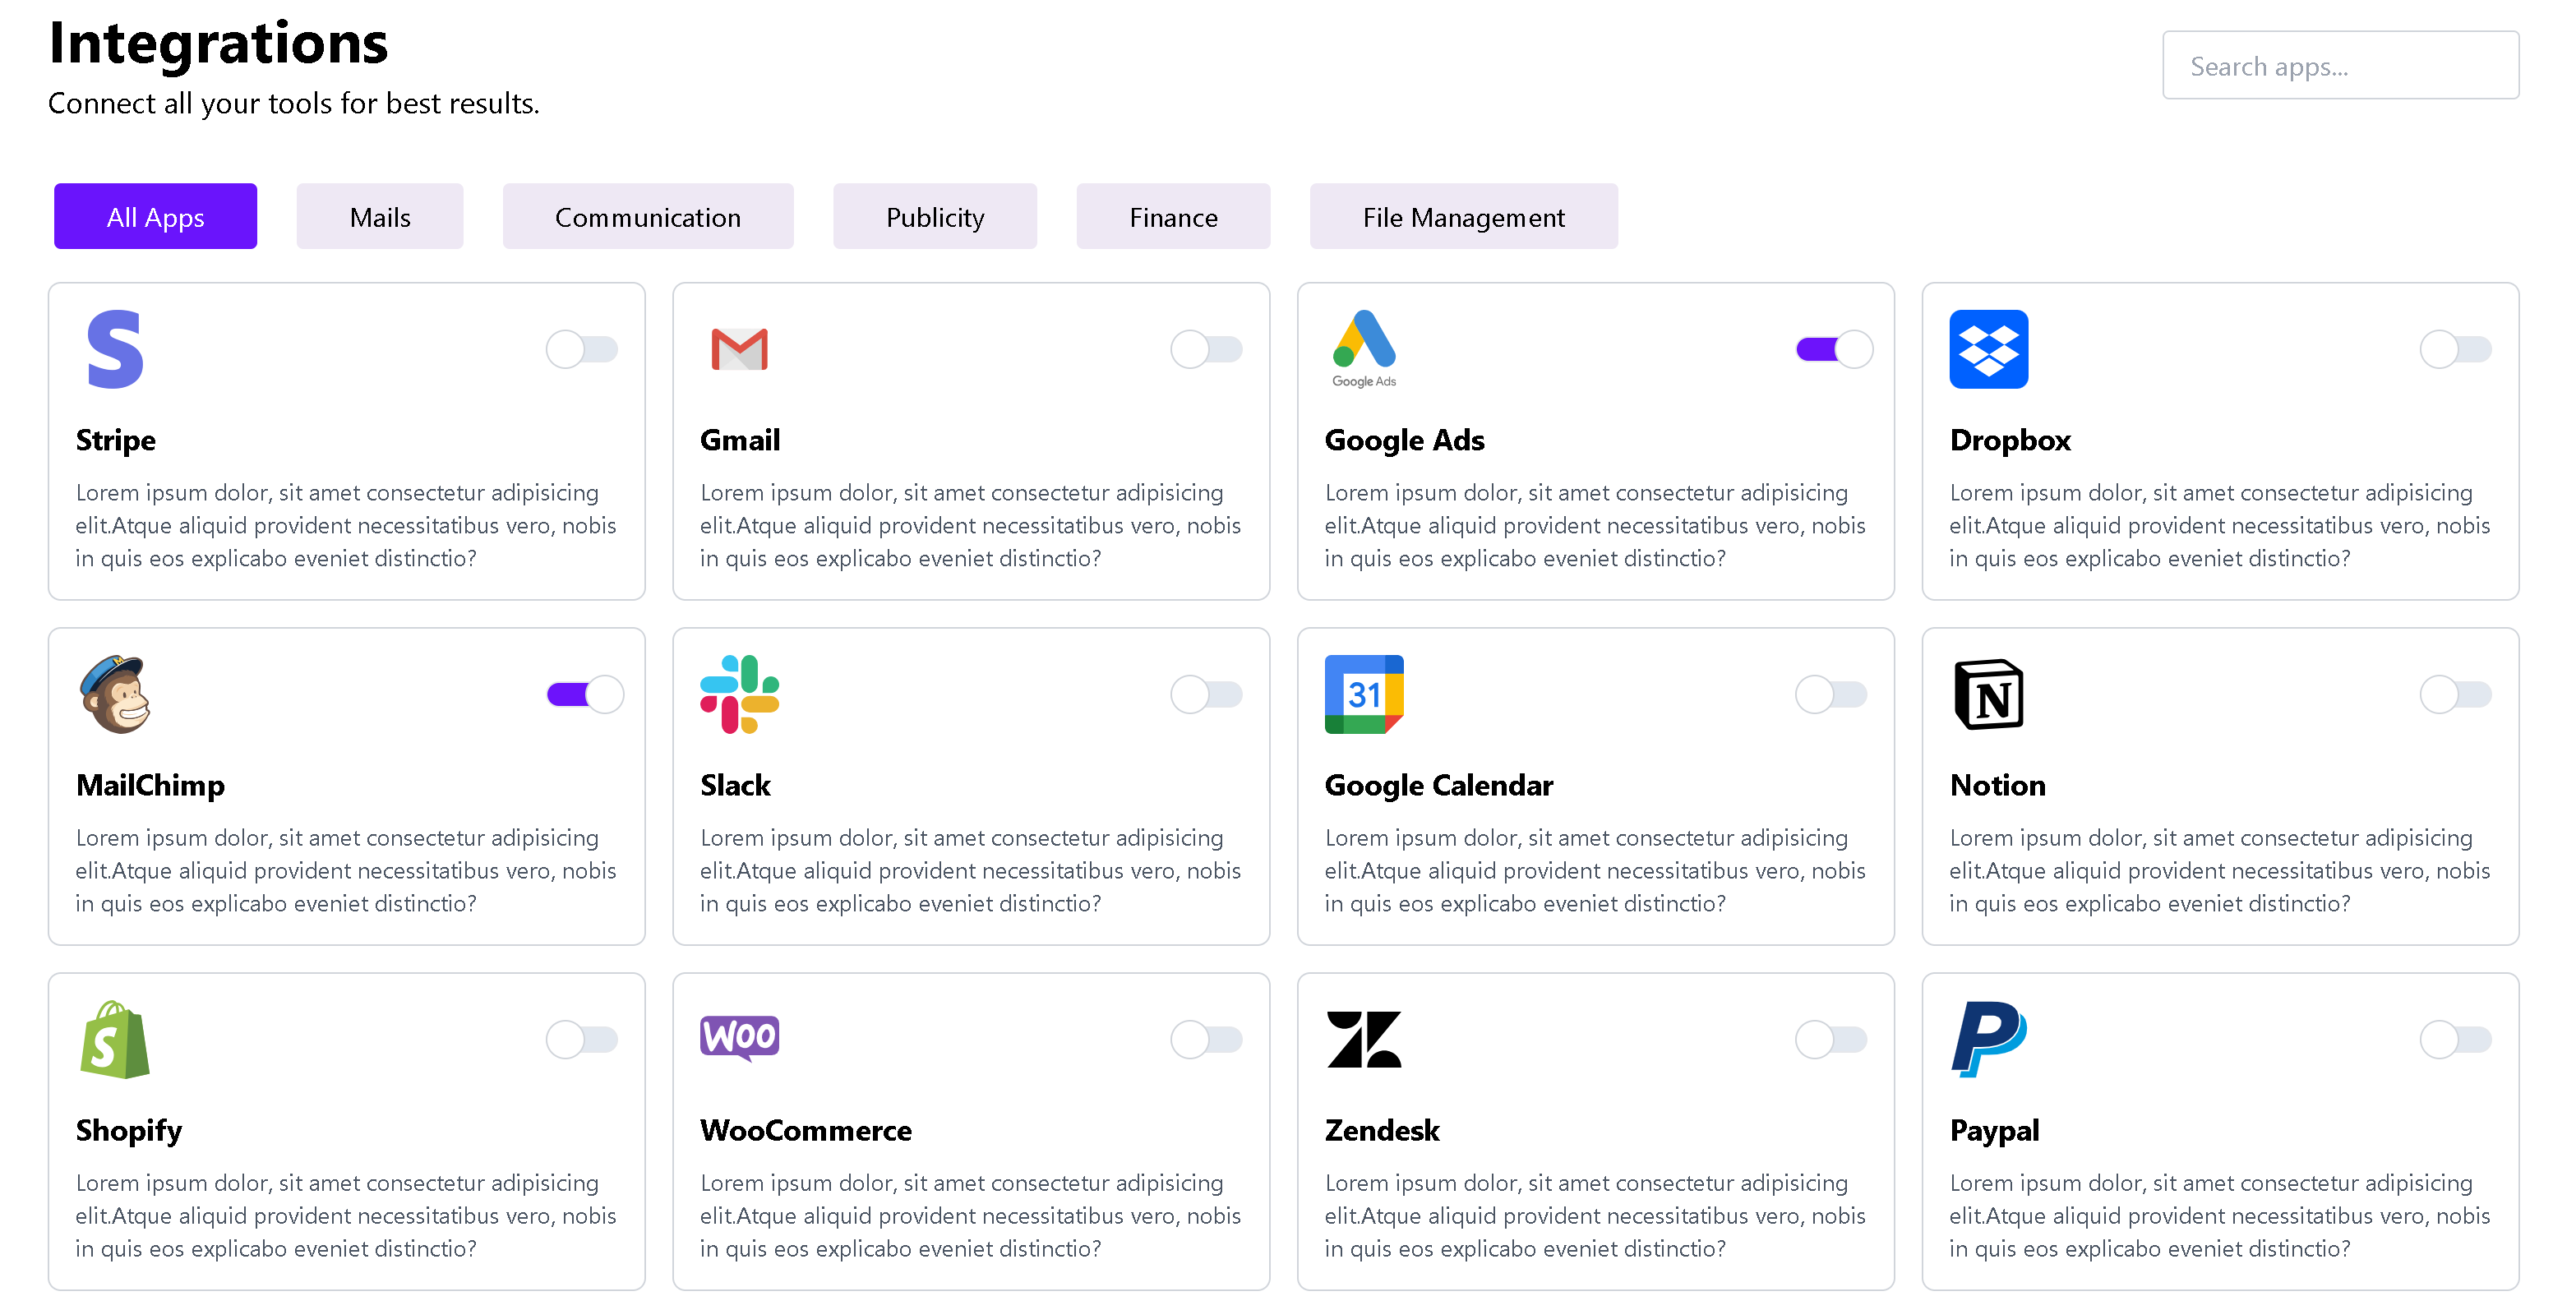 Integrations
Search apps...
Connect all your tools for best results.
All Apps
Mails
Communication
Publicity
Finance
File Management
Google Ads
Stripe
Lorem ipsum dolor, sit amet consectetur adipisicing
elit.Atque aliquid provident necessitatibus vero, nobis
in quis eos explicabo eveniet distinctio?
Gmail
Lorem ipsum dolor, sit amet consectetur adipisicing
elit.Atque aliquid provident necessitatibus vero, nobis
in quis eos explicabo eveniet distinctio?
Google Ads
Lorem ipsum dolor, sit amet consectetur adipisicing
elit.Atque aliquid provident necessitatibus vero, nobis
in quis eos explicabo eveniet distinctio?
Dropbox
Lorem ipsum dolor, sit amet consectetur adipisicing
elit.Atque aliquid provident necessitatibus vero, nobis
in quis eos explicabo eveniet distinctio?
MailChimp
Lorem ipsum dolor, sit amet consectetur adipisicing
elit.Atque aliquid provident necessitatibus vero, nobis
in quis eos explicabo eveniet distinctio?
Slack
Lorem ipsum dolor, sit amet consectetur adipisicing
elit.Atque aliquid provident necessitatibus vero, nobis
in quis eos explicabo eveniet distinctio?
31
Google Calendar
Lorem ipsum dolor, sit amet consectetur adipisicing
elit.Atque aliquid provident necessitatibus vero, nobis
in quis eos explicabo eveniet distinctio?
N
Notion
Lorem ipsum dolor, sit amet consectetur adipisicing
elit.Atque aliquid provident necessitatibus vero, nobis
in quis eos explicabo eveniet distinctio?
Shopify
Lorem ipsum dolor, sit amet consectetur adipisicing
elit.Atque aliquid provident necessitatibus vero, nobis
in quis eos explicabo eveniet distinctio?
WOO
WooCommerce
Lorem ipsum dolor, sit amet consectetur adipisicing
elit.Atque aliquid provident necessitatibus vero, nobis
in quis eos explicabo eveniet distinctio?
Zendesk
Lorem ipsum dolor, sit amet consectetur adipisicing
elit.Atque aliquid provident necessitatibus vero, nobis
in quis eos explicabo eveniet distinctio?
Paypal
Lorem ipsum dolor, sit amet consectetur adipisicing
elit.Atque aliquid provident necessitatibus vero, nobis
in quis eos explicabo eveniet distinctio?